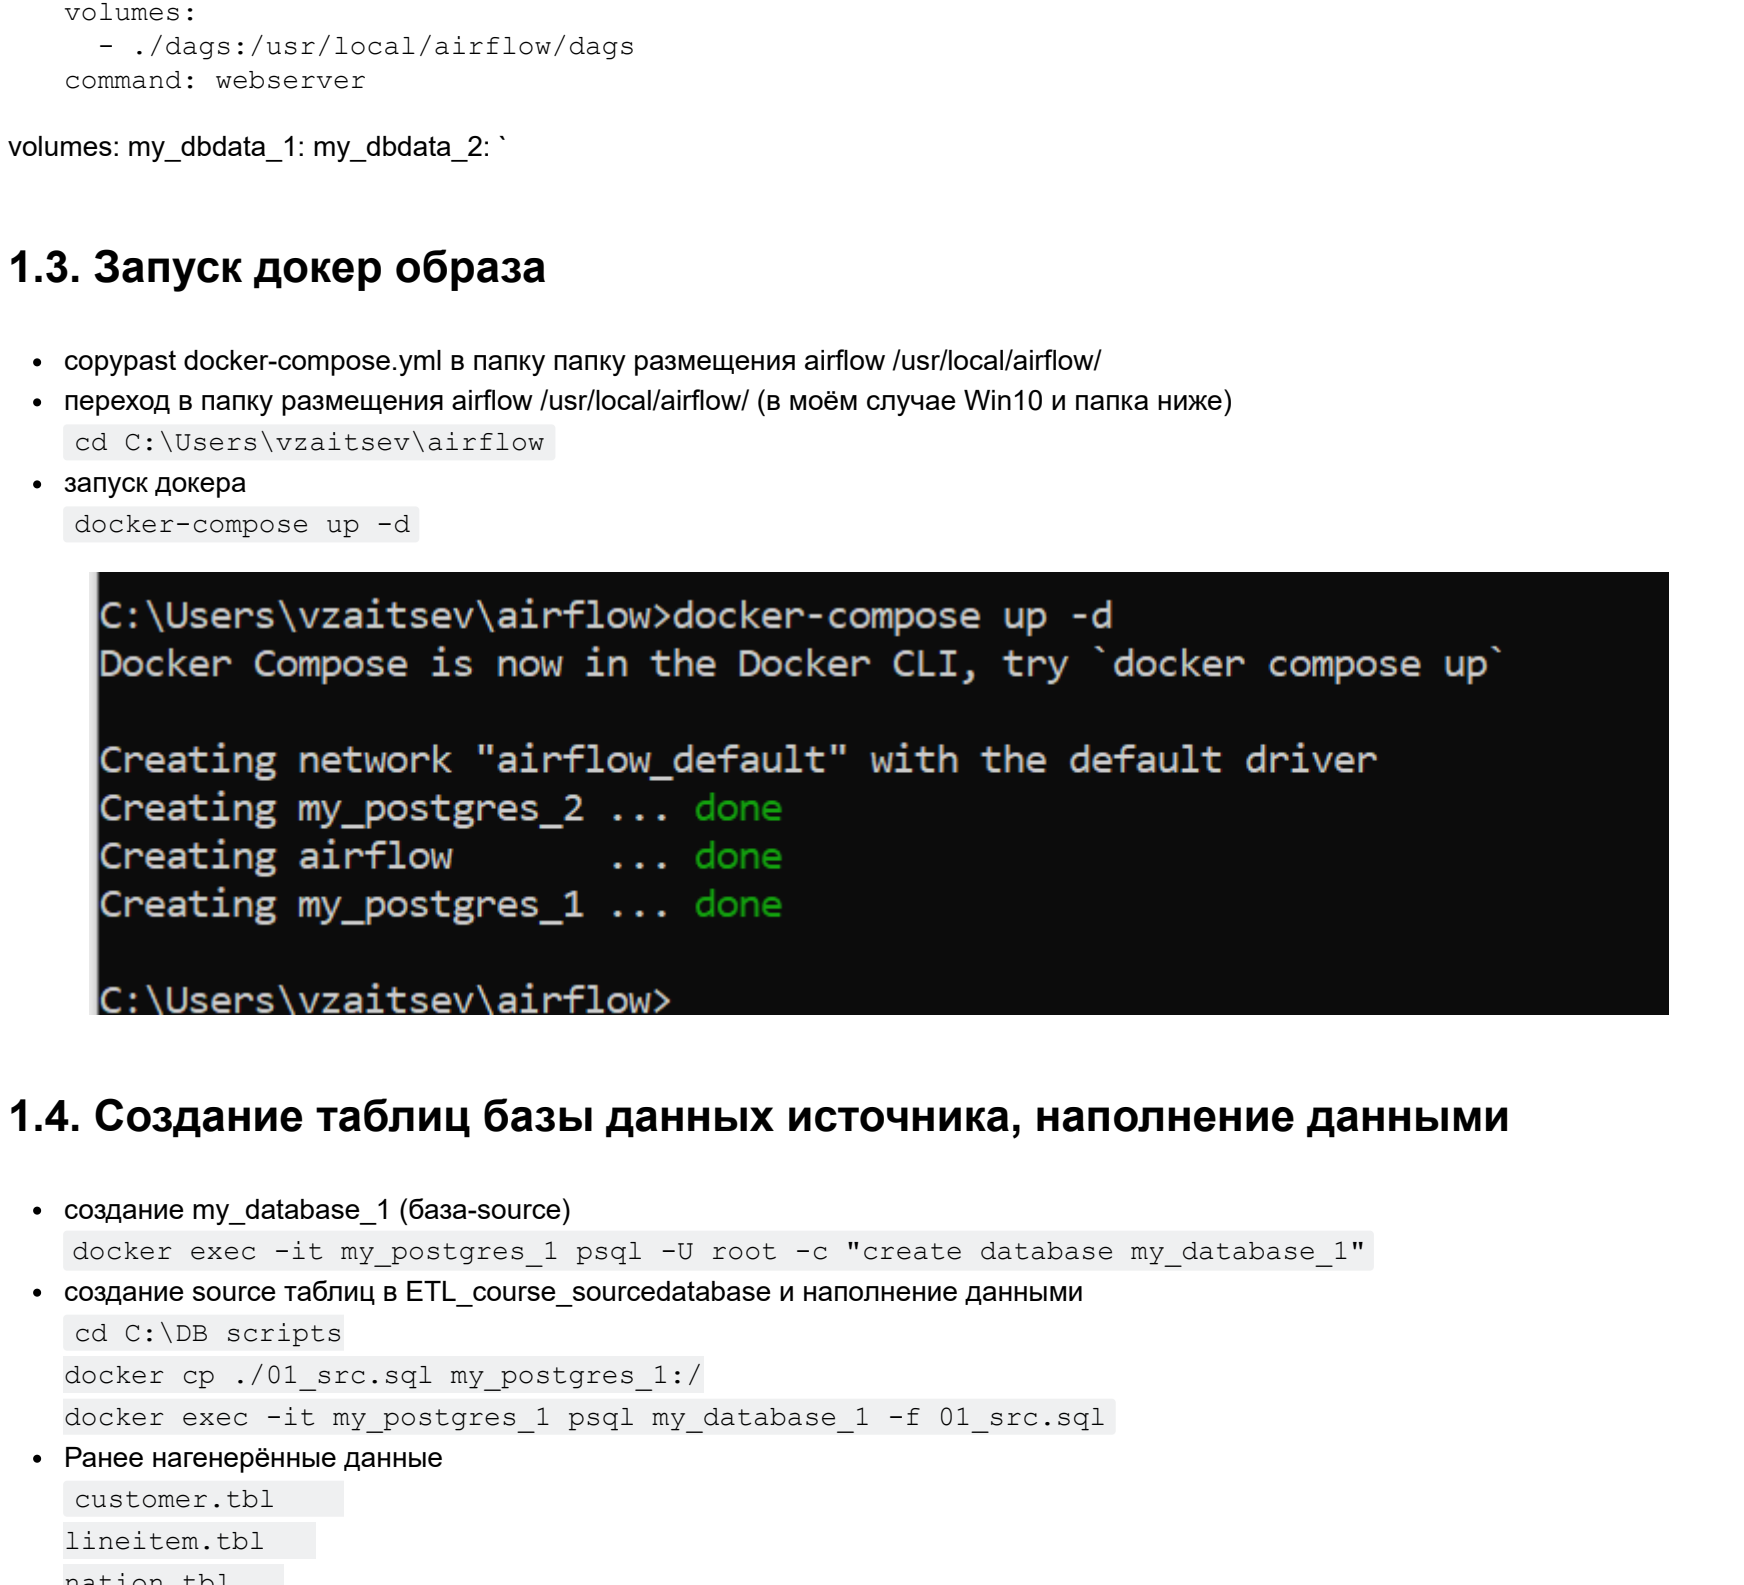 volumes:
- ./dags:/usr/local/airflow/dags
command: webserver
volumes: my_dbdata_1: my_dbdata_2: `
1.3. Запуск докер образа
• copypast docker-compose.yml в папку папку размещения airflow /usr/local/airflow/
• переход в папку размещения airflow /usr/local/airflow/ (в моём случае Win10 и папка ниже)
cd C:\Users\vzaitsev\airflow
• запуск докера
docker-compose up -d
C:\Users\vzaitsev\airflow>docker-compose up -d
Docker Compose is now in the Docker CLI, try `docker compose up`
Creating network "airflow_default" with the default driver
Creating my_postgres_2 ... done
Creating airflow       ... done
Creating my_postgres_1 ... done
C:\Users\vzaitsev\airflow>
1.4. Создание таблиц базы данных источника, наполнение данными
• создание my_database_1 (база-source)
docker exec -it my_postgres_1 psql -U root -c "create database my_database_1"
• создание source таблиц в ETL_course_sourcedatabase и наполнение данными
cd C:\DB scripts
docker cp ./01_src.sql my_postgres_1:/
docker exec -it my_postgres_1 psql my_database_1 -f 01_src.sql
• Ранее нагенерённые данные
customer.tbl
lineitem.tbl
nation.tbl